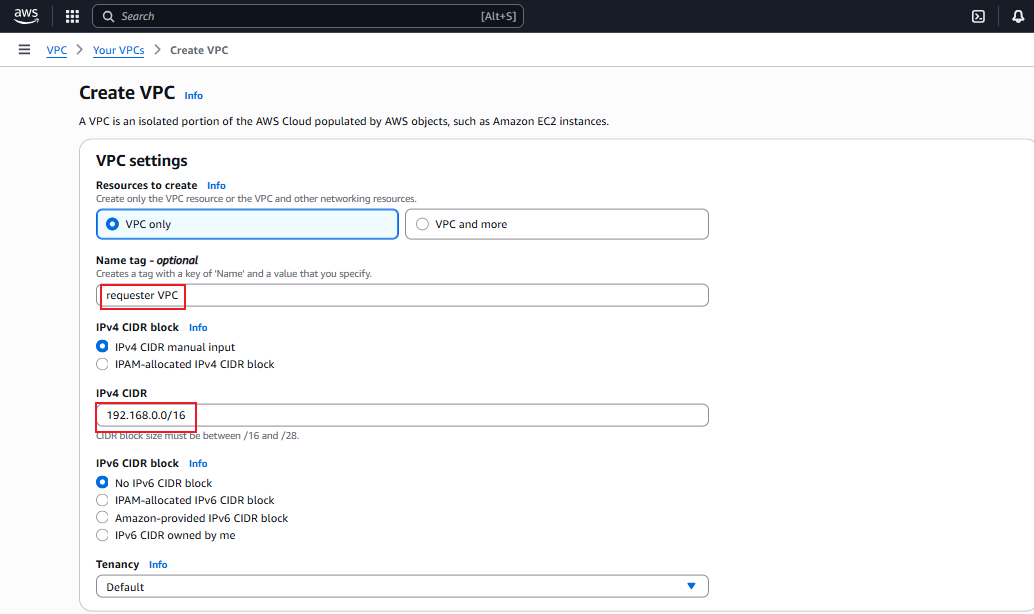 aws
Search [Alt+S]
VPC > Your VPCs > Create VPC
Create VPC Info
A VPC is an isolated portion of the AWS Cloud populated by AWS objects, such as Amazon EC2 instances.
VPC settings
Resources to create Info
Create only the VPC resource or the VPC and other networking resources.
VPC only VPC and more
Name tag - optional
Creates a tag with a key of 'Name' and a value that you specify.
requester VPC
IPv4 CIDR block Info
IPv4 CIDR manual input
IPAM-allocated IPv4 CIDR block
IPv4 CIDR
192.168.0.0/16
CIDR block size must be between /16 and /28.
IPv6 CIDR block Info
No IPv6 CIDR block
IPAM-allocated IPv6 CIDR block
Amazon-provided IPv6 CIDR block
IPv6 CIDR owned by me
Tenancy Info
Default